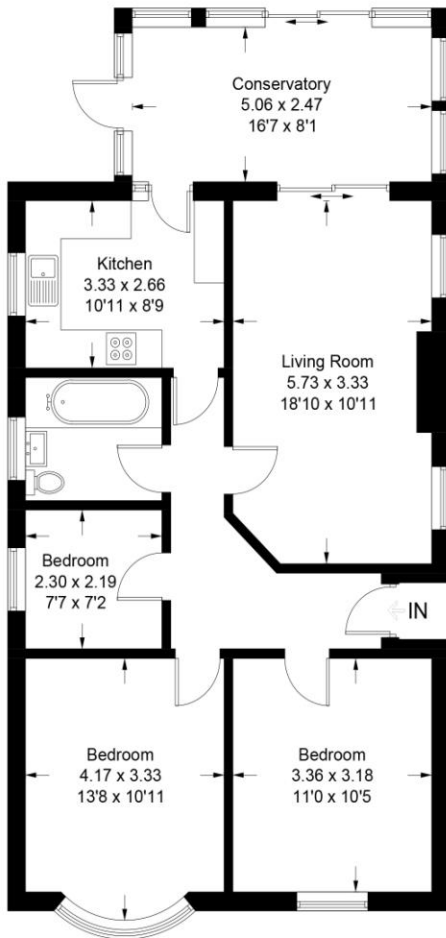 Conservatory
5.06 x 2.47
16'7 x 8'1
Kitchen
3.33 x 2.66
10'11 x 8'9
Living Room
5.73 x 3.33
18'10 x 10'11
Bedroom
2.30 x 2.19
7'7 x 7'2
IN
Bedroom
4.17 x 3.33
13'8 x 10'11
Bedroom
3.36 x 3.18
11'0 x 10'5